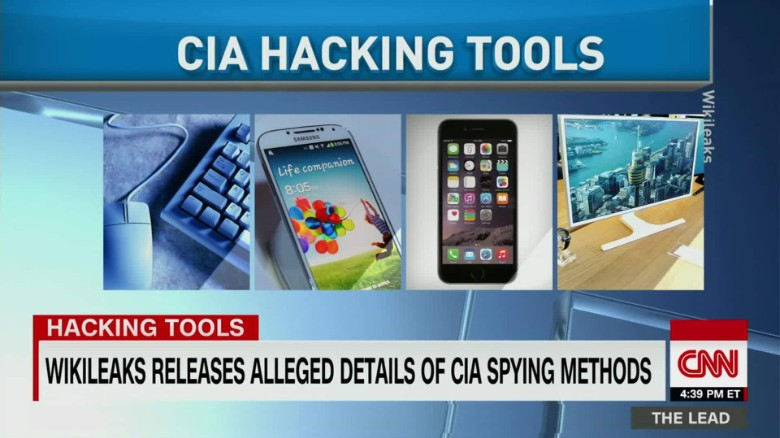 CIA HACKING TOOLS
Wikileaks
SAMSUNG
Life companion
8:05
HACKING TOOLS
WIKILEAKS RELEASES ALLEGED DETAILS OF CIA SPYING METHODS
CNN
4:39 PM ET
THE LEAD